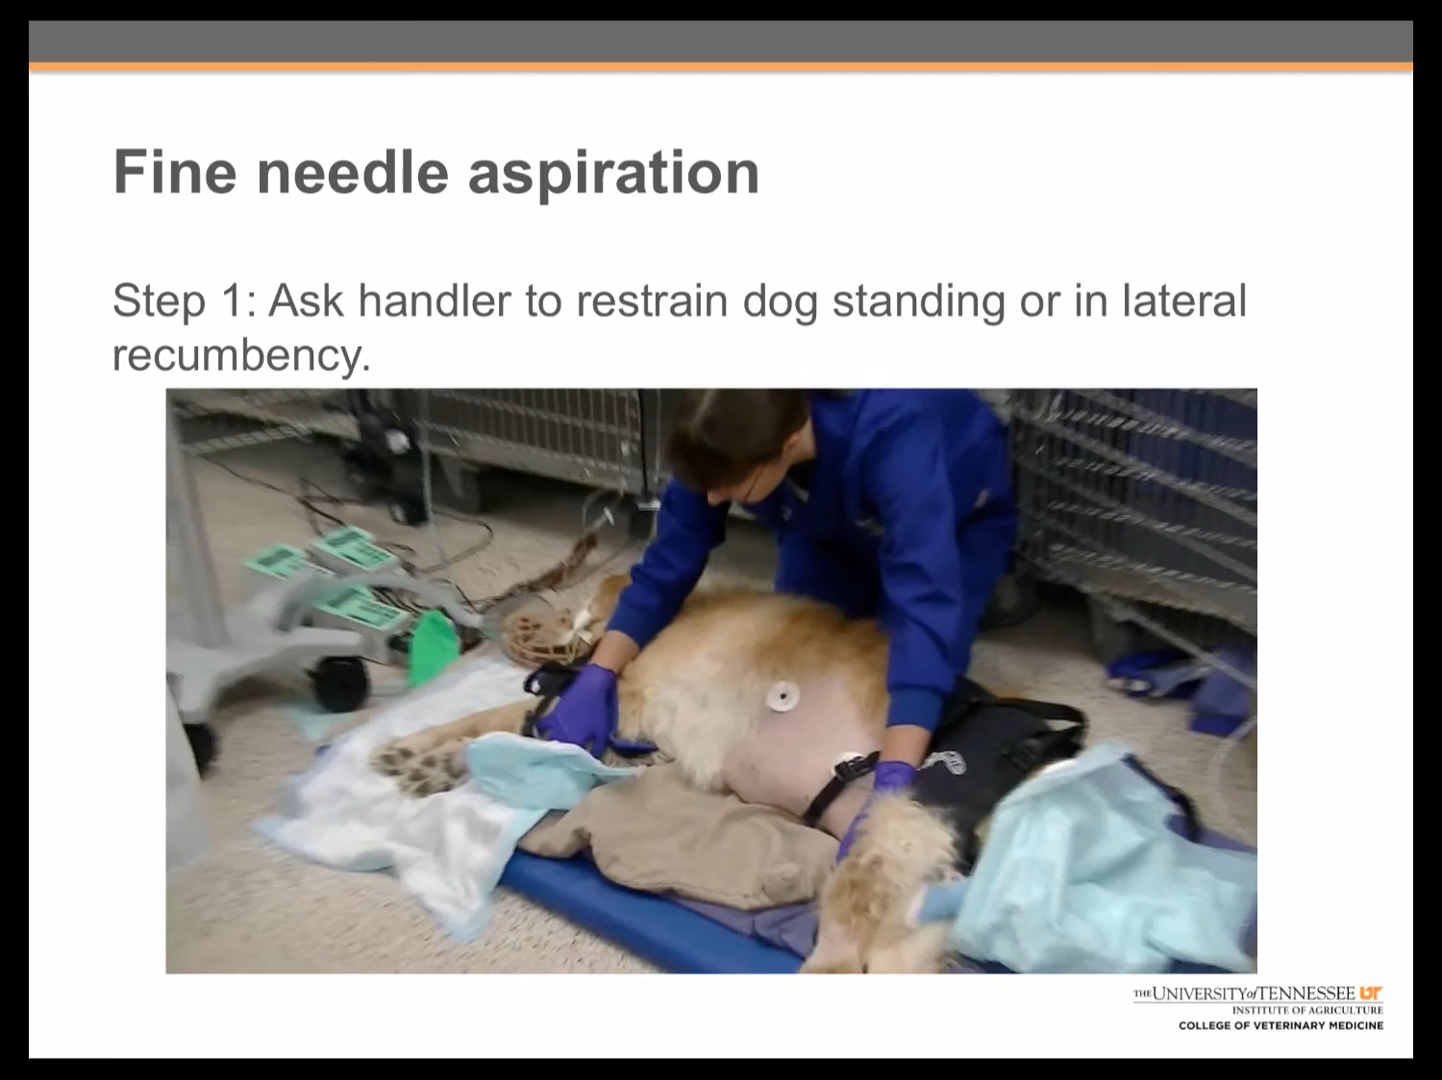 Fine needle aspiration
Step 1: Ask handler to restrain dog standing or in lateral
recumbency.
THE UNIVERSITY of TENNESSEE UT
INSTITUTE OF AGRICULTURE
COLLEGE OF VETERINARY MEDICINE